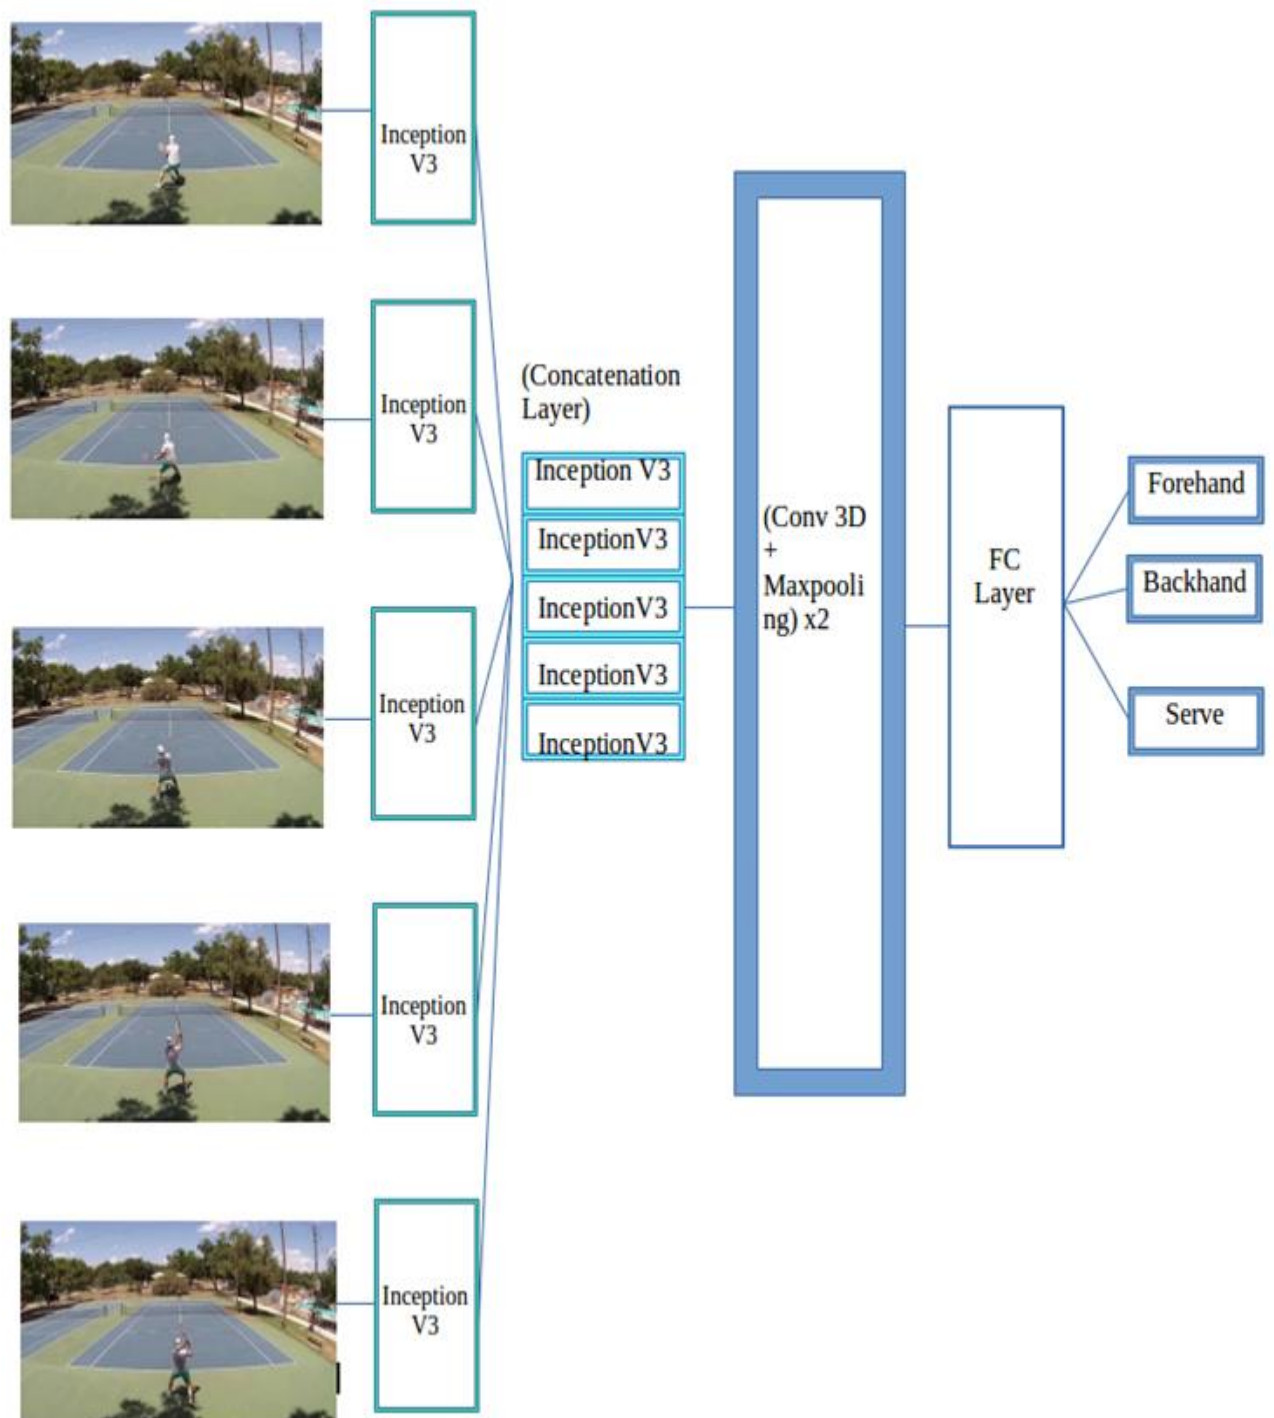 Inception
V3
Inception
V3
Inception
V3
Inception
V3
Inception
V3
(Concatenation
Layer)
Inception V3
InceptionV3
InceptionV3
InceptionV3
InceptionV3
(Conv 3D
+
Maxpooli
ng) x2
FC
Layer
Forehand
Backhand
Serve